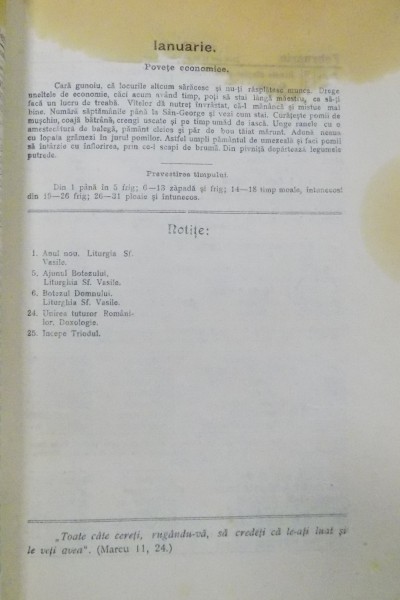 Ianuarie.
Povețe economice.
Cară gunoiu, că locurile altcum sărăcesc și nu-ți răsplătesc munca. Drege
uneltele de economie, căci acum având timp, poți să stai lângă măestru, ca să-ți
facă un lucru de treabă. Vitelor dă nutreț învrăstat, că-l mănâncă și mistue mai
bine. Numără săptămânile până la Sân-George și vezi cum stai. Curățește pomii de
mușchiu, coajă bătrână, crengi uscate și pe timp umăd de iască. Unge ranele cu o
amestecătură de balegă, pământ cleios și păr de bou tăiat mărunt. Adună neaua
cu lopata grămezi în jurul pomilor. Astfel umpli pământul de umezeală și faci pomii
să întârzie cu înflorirea, prin ce-i scapi de brumă. Din pivniță depărtează legumele
putrede.
Prevestirea timpului.
Din 1 până în 5 frig; 6—13 zăpadă și frig; 14—18 timp moale, întunecos!
din 15—26 frig; 26—31 ploaie și întunecos.
Notițe:
1. Anul nou. Liturgia Sf.
Vasile.
5. Ajunul Botezului.
Liturghia Sf. Vasile.
6. Botezul Domnului.
Liturghia Sf. Vasile.
24. Unirea tuturor Români-
lor. Doxologie.
25. Începe Triodul.
„Toate câte cereți, rugându-vă, să credeți că le-ați luat și
le veți avea". (Marcu 11, 24.)